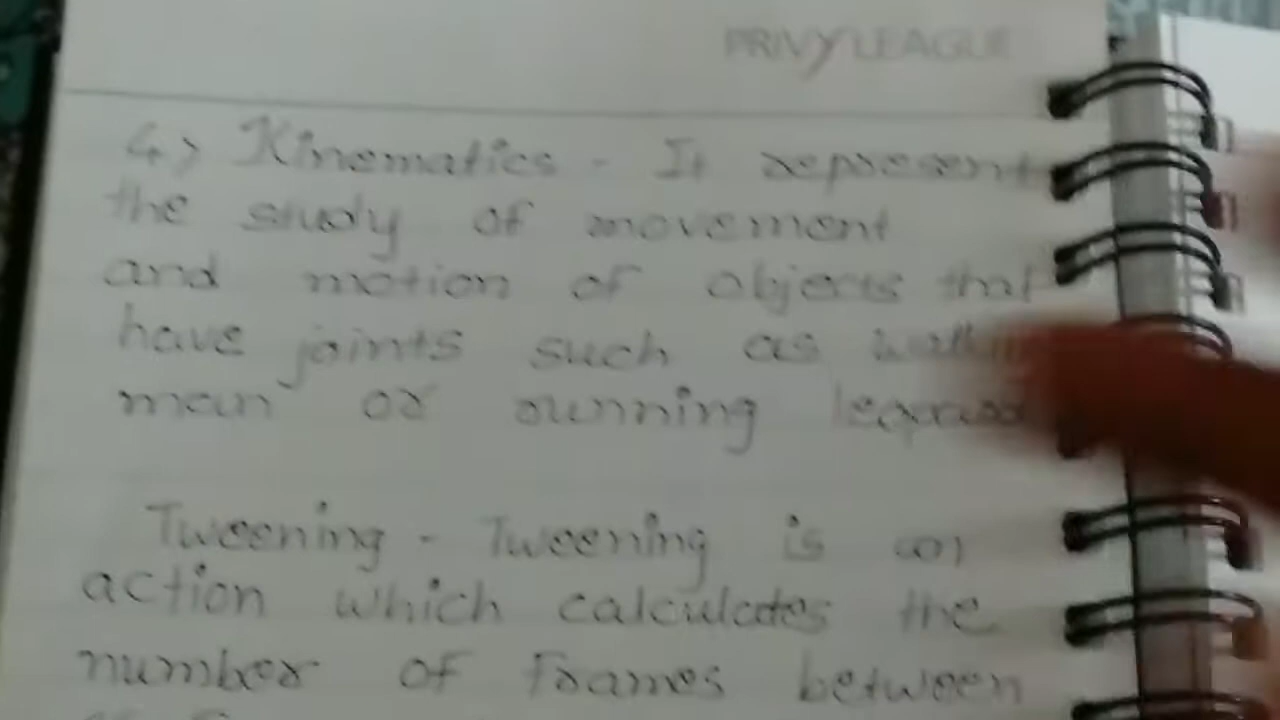 PRIVY LEAGUE
4) Kinematics - It represent
the study of movement
and motion of objects that
have joints such as
man or running
Tweening - Tweening is an
action which calculates the
number of Frames between